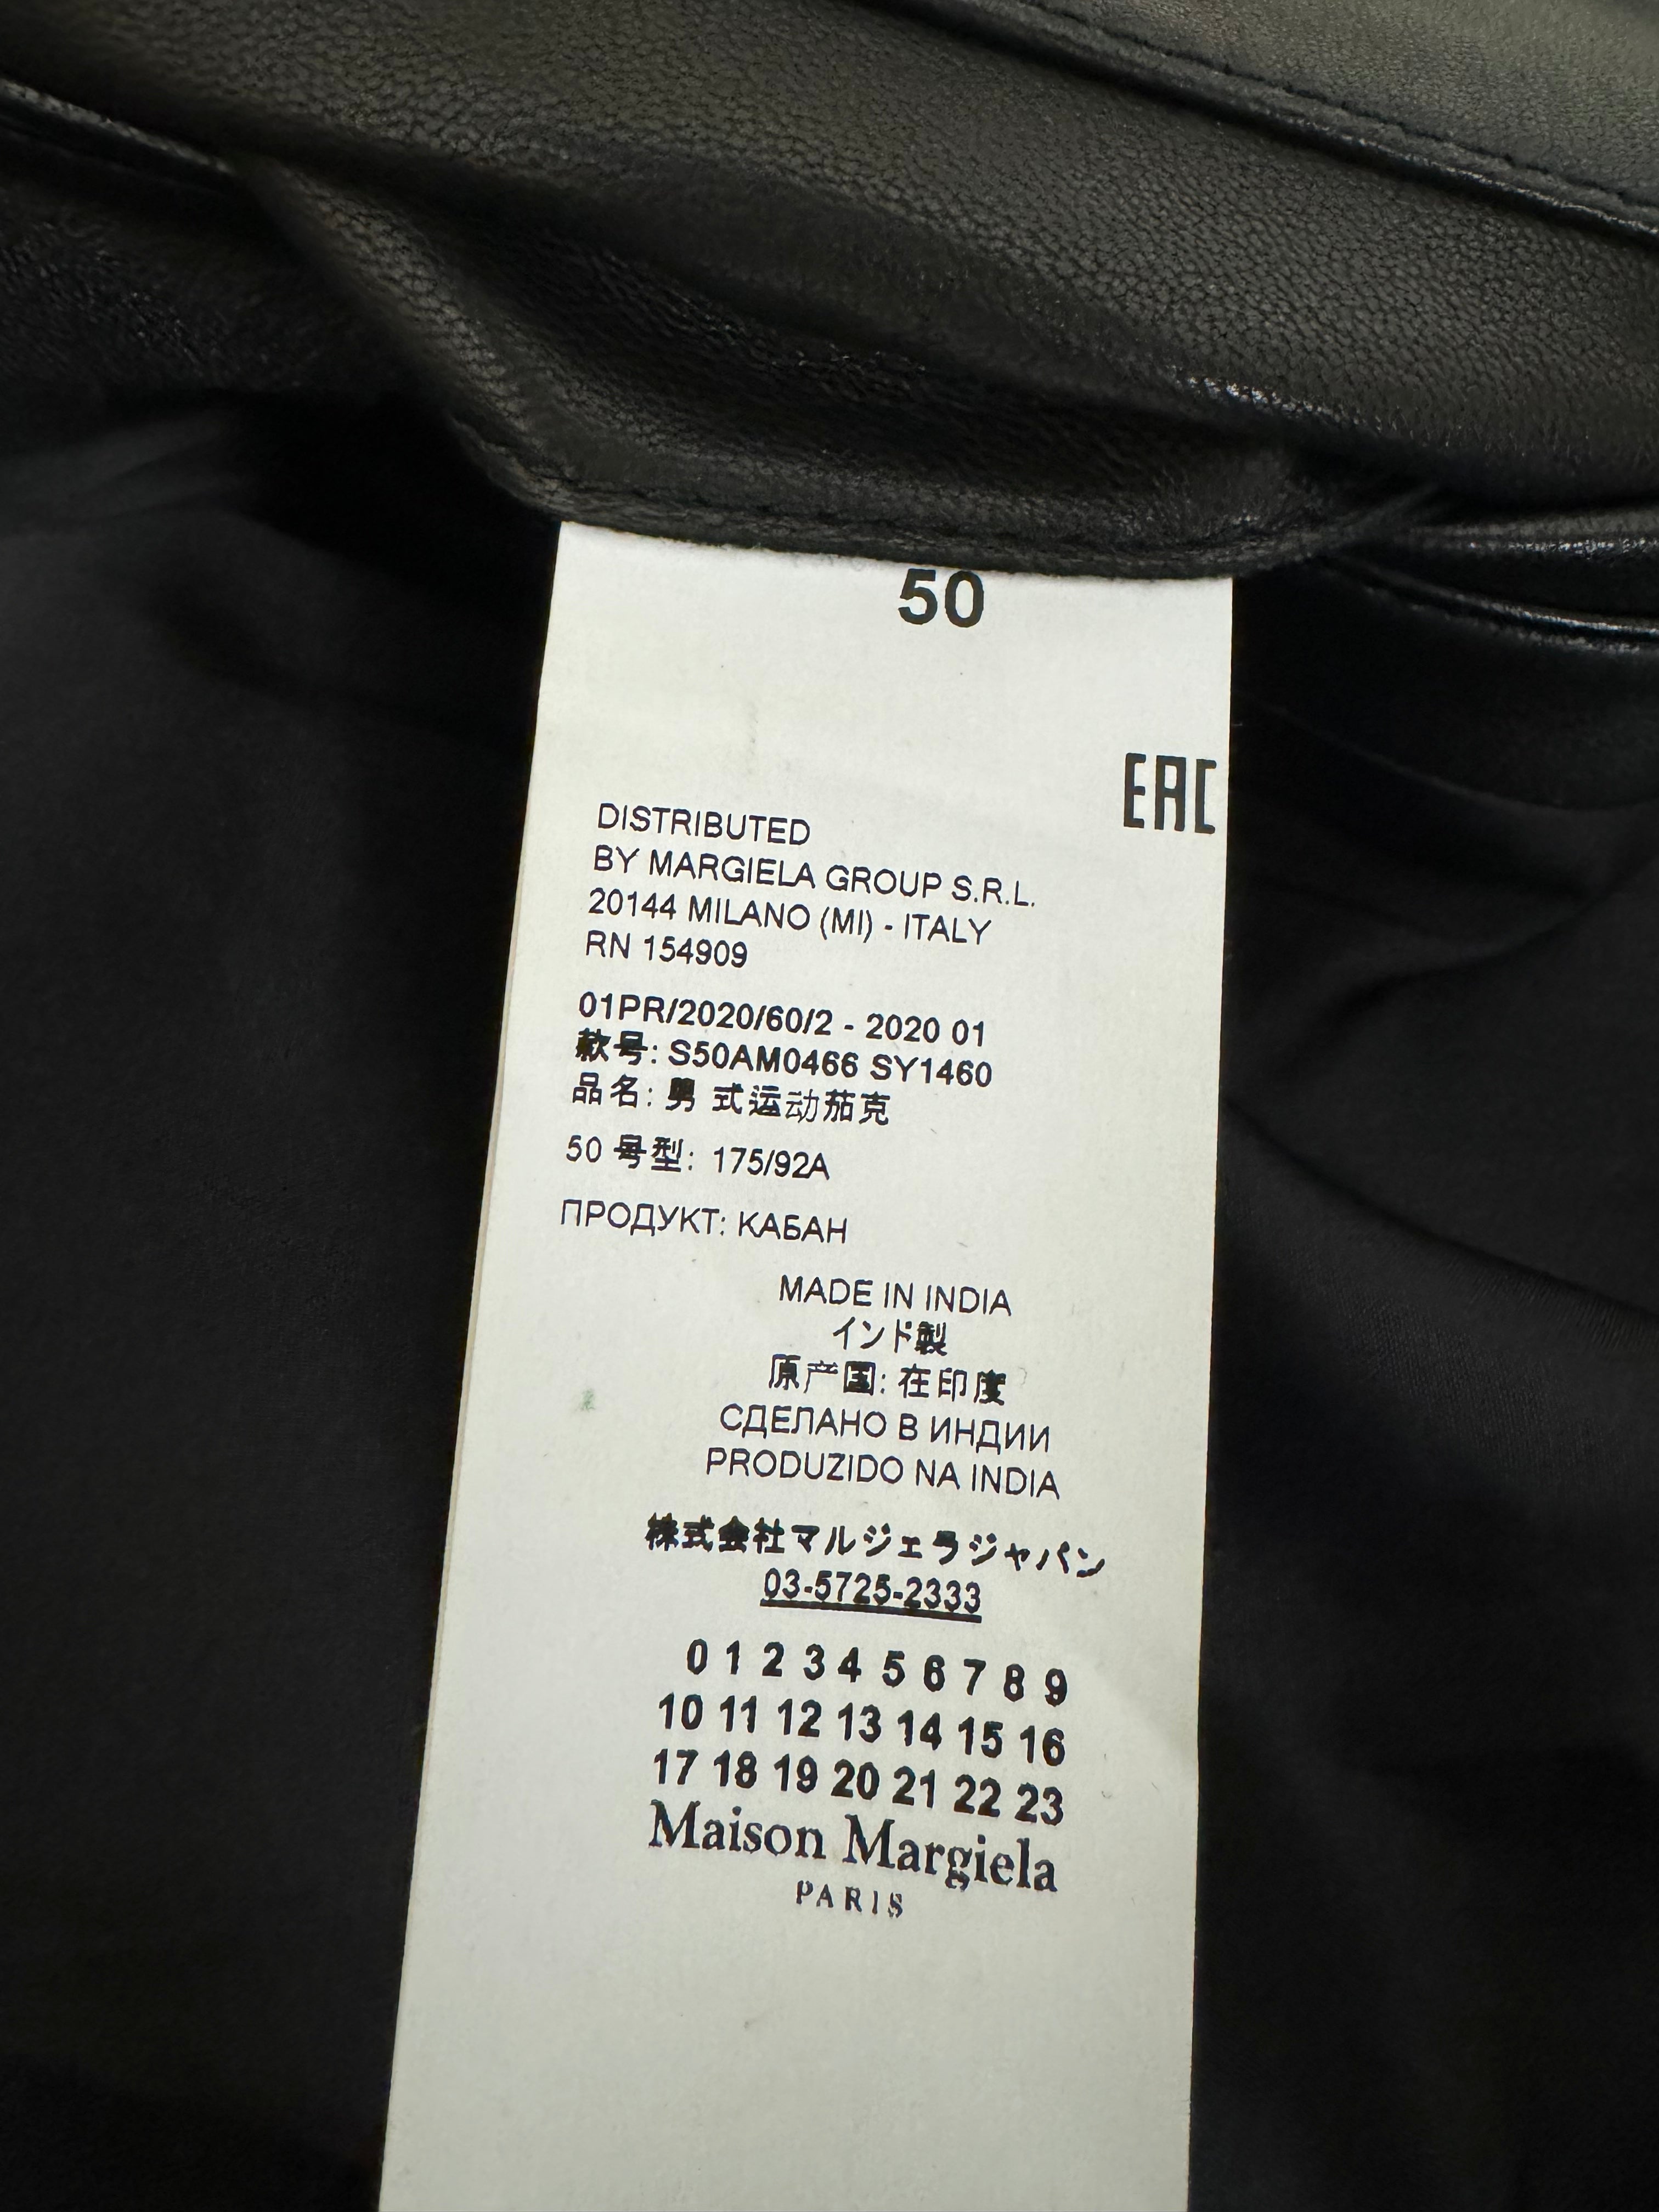 50
EAC
DISTRIBUTED
BY MARGIELA GROUP S.R.L.
20144 MILANO (MI) - ITALY
RN 154909
01PR/2020/60/2 - 2020 01
款号: S50AM0466 SY1460
品名: 男 式运动茄克
50 号型: 175/92A
ПРОДУКТ: КАБАН
MADE IN INDIA
インド製
原产国: 在印度
СДЕЛАНО В ИНДИИ
PRODUZIDO NA INDIA
株式会社マルジェラジャパン
03-5725-2333
0 1 2 3 4 5 6 7 8 9
10 11 12 13 14 15 16
17 18 19 20 21 22 23
Maison Margiela
PARIS